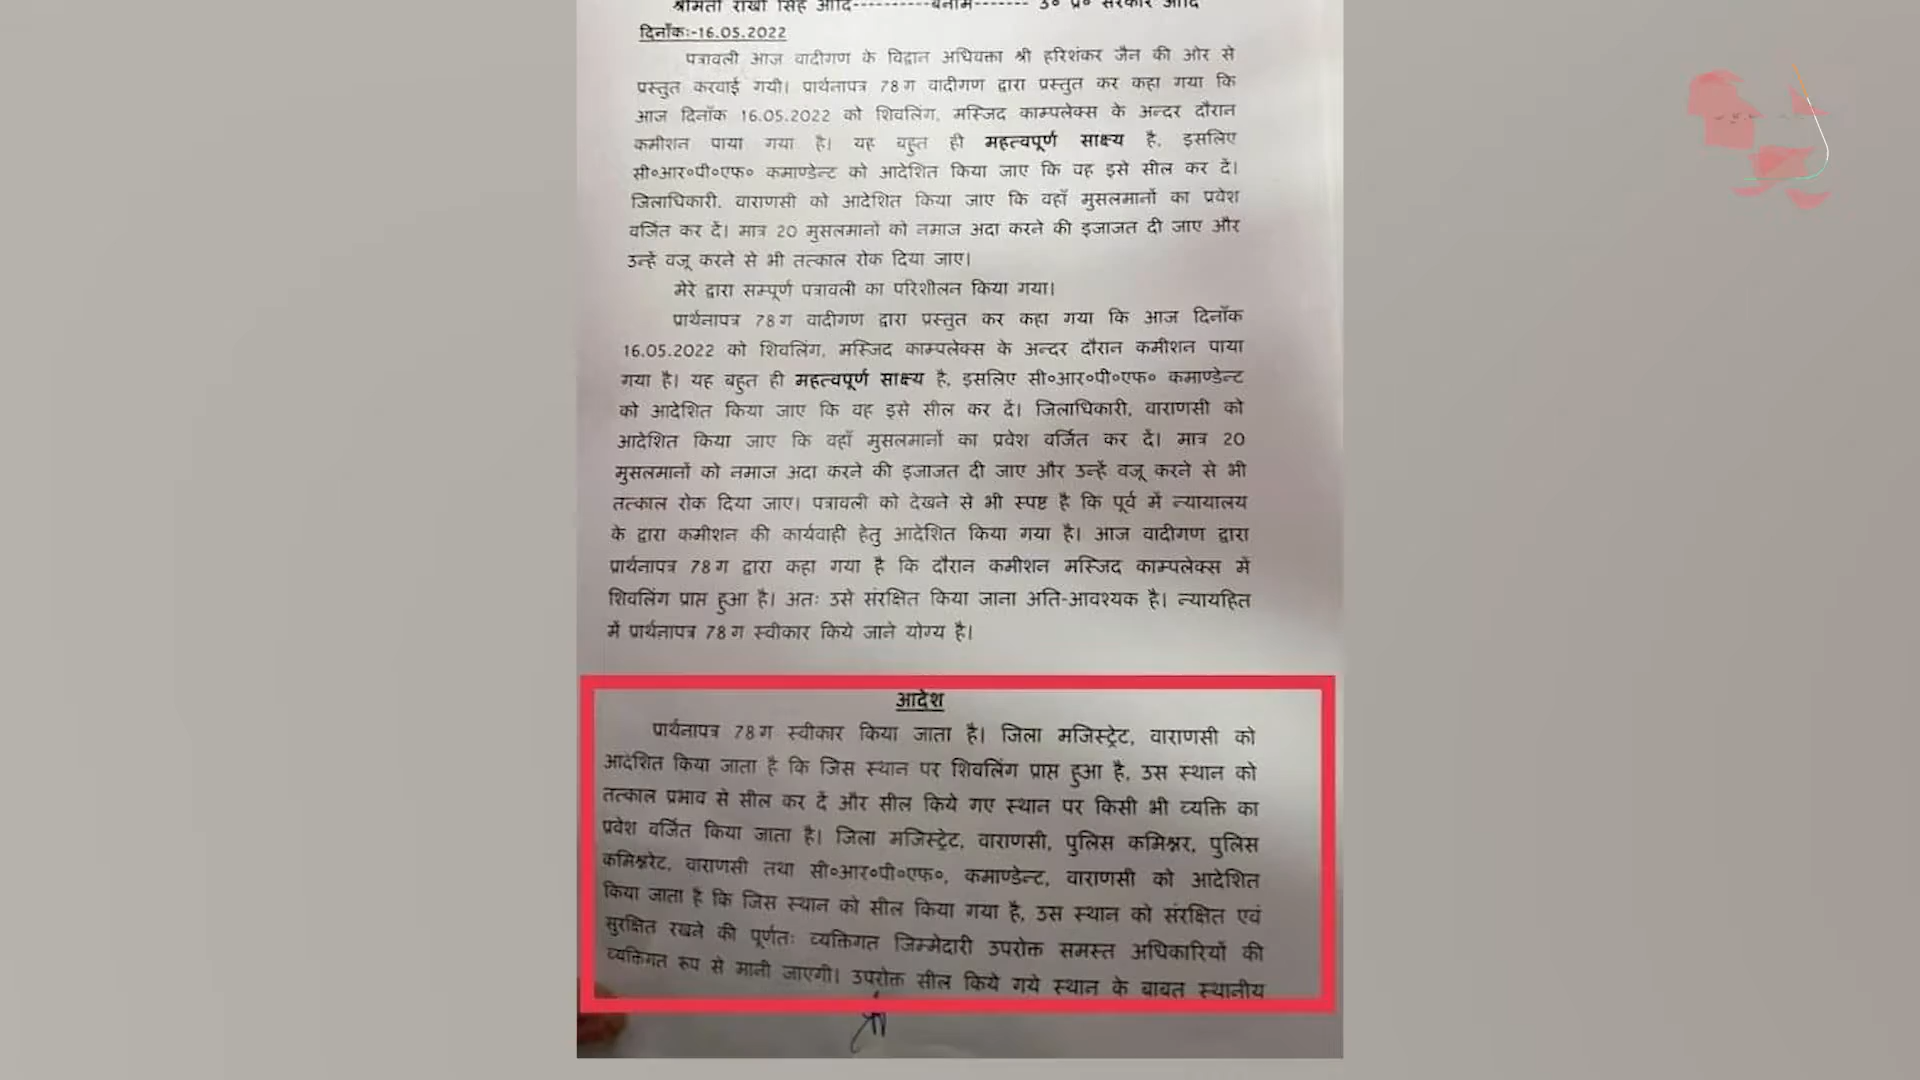 श्रीमती राखी सिंह आदि----------बनाम------- उ० प्र० सरकार आदि
दिनाँकः-16.05.2022
पत्रावली आज वादीगण के विद्वान अधिवक्ता श्री हरिशंकर जैन की ओर से
प्रस्तुत करवाई गयी। प्रार्थनापत्र 78 ग वादीगण द्वारा प्रस्तुत कर कहा गया कि
आज दिनाँक 16.05.2022 को शिवलिंग, मस्जिद काम्पलेक्स के अन्दर दौरान
कमीशन पाया गया है। यह बहुत ही महत्वपूर्ण साक्ष्य है, इसलिए
सी०आर०पी०एफ० कमाण्डेन्ट को आदेशित किया जाए कि वह इसे सील कर दें।
जिलाधिकारी, वाराणसी को आदेशित किया जाए कि वहाँ मुसलमानों का प्रवेश
वर्जित कर दें। मात्र 20 मुसलमानों को नमाज अदा करने की इजाजत दी जाए और
उन्हें वजू करने से भी तत्काल रोक दिया जाए।
मेरे द्वारा सम्पूर्ण पत्रावली का परिशीलन किया गया।
प्रार्थनापत्र 78 ग वादीगण द्वारा प्रस्तुत कर कहा गया कि आज दिनाँक
16.05.2022 को शिवलिंग, मस्जिद काम्पलेक्स के अन्दर दौरान कमीशन पाया
गया है। यह बहुत ही महत्वपूर्ण साक्ष्य है, इसलिए सी०आर०पी०एफ० कमाण्डेन्ट
को आदेशित किया जाए कि वह इसे सील कर दें। जिलाधिकारी, वाराणसी को
आदेशित किया जाए कि वहाँ मुसलमानों का प्रवेश वर्जित कर दें। मात्र 20
मुसलमानों को नमाज अदा करने की इजाजत दी जाए और उन्हें वजू करने से भी
तत्काल रोक दिया जाए। पत्रावली को देखने से भी स्पष्ट है कि पूर्व में न्यायालय
के द्वारा कमीशन की कार्यवाही हेतु आदेशित किया गया है। आज वादीगण द्वारा
प्रार्थनापत्र 78 ग द्वारा कहा गया है कि दौरान कमीशन मस्जिद काम्पलेक्स में
शिवलिंग प्राप्त हुआ है। अतः उसे संरक्षित किया जाना अति-आवश्यक है। न्यायहित
में प्रार्थनापत्र 78 ग स्वीकार किये जाने योग्य है।
आदेश
प्रार्थनापत्र 78 ग स्वीकार किया जाता है। जिला मजिस्ट्रेट, वाराणसी को
आदेशित किया जाता है कि जिस स्थान पर शिवलिंग प्राप्त हुआ है, उस स्थान को
तत्काल प्रभाव से सील कर दें और सील किये गए स्थान पर किसी भी व्यक्ति का
प्रवेश वर्जित किया जाता है। जिला मजिस्ट्रेट, वाराणसी, पुलिस कमिश्नर, पुलिस
कमिश्नरेट, वाराणसी तथा सी०आर०पी०एफ०, कमाण्डेन्ट, वाराणसी को आदेशित
किया जाता है कि जिस स्थान को सील किया गया है, उस स्थान को संरक्षित एवं
सुरक्षित रखने की पूर्णतः व्यक्तिगत जिम्मेदारी उपरोक्त समस्त अधिकारियों की
व्यक्तिगत रूप से मानी जाएगी। उपरोक्त सील किये गये स्थान के बाबत स्थानीय